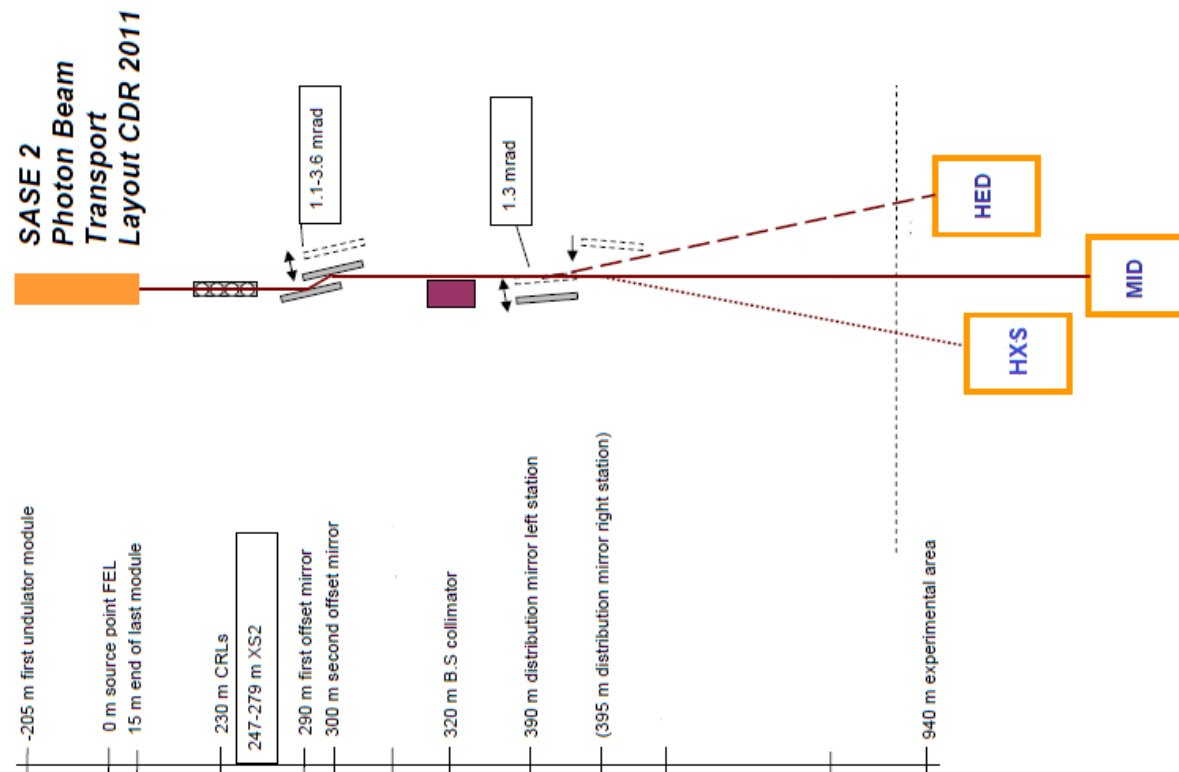 SASE 2
Photon Beam
Transport
Layout CDR 2011
1.1-3.6 mrad
1.3 mrad
HED
MID
HXS
-205 m first undulator module
0 m source point FEL
15 m end of last module
230 m CRLs
247-279 m XS2
290 m first offset mirror
300 m second offset mirror
320 m B.S collimator
390 m distribution mirror left station
(395 m distribution mirror right station)
940 m experimental area